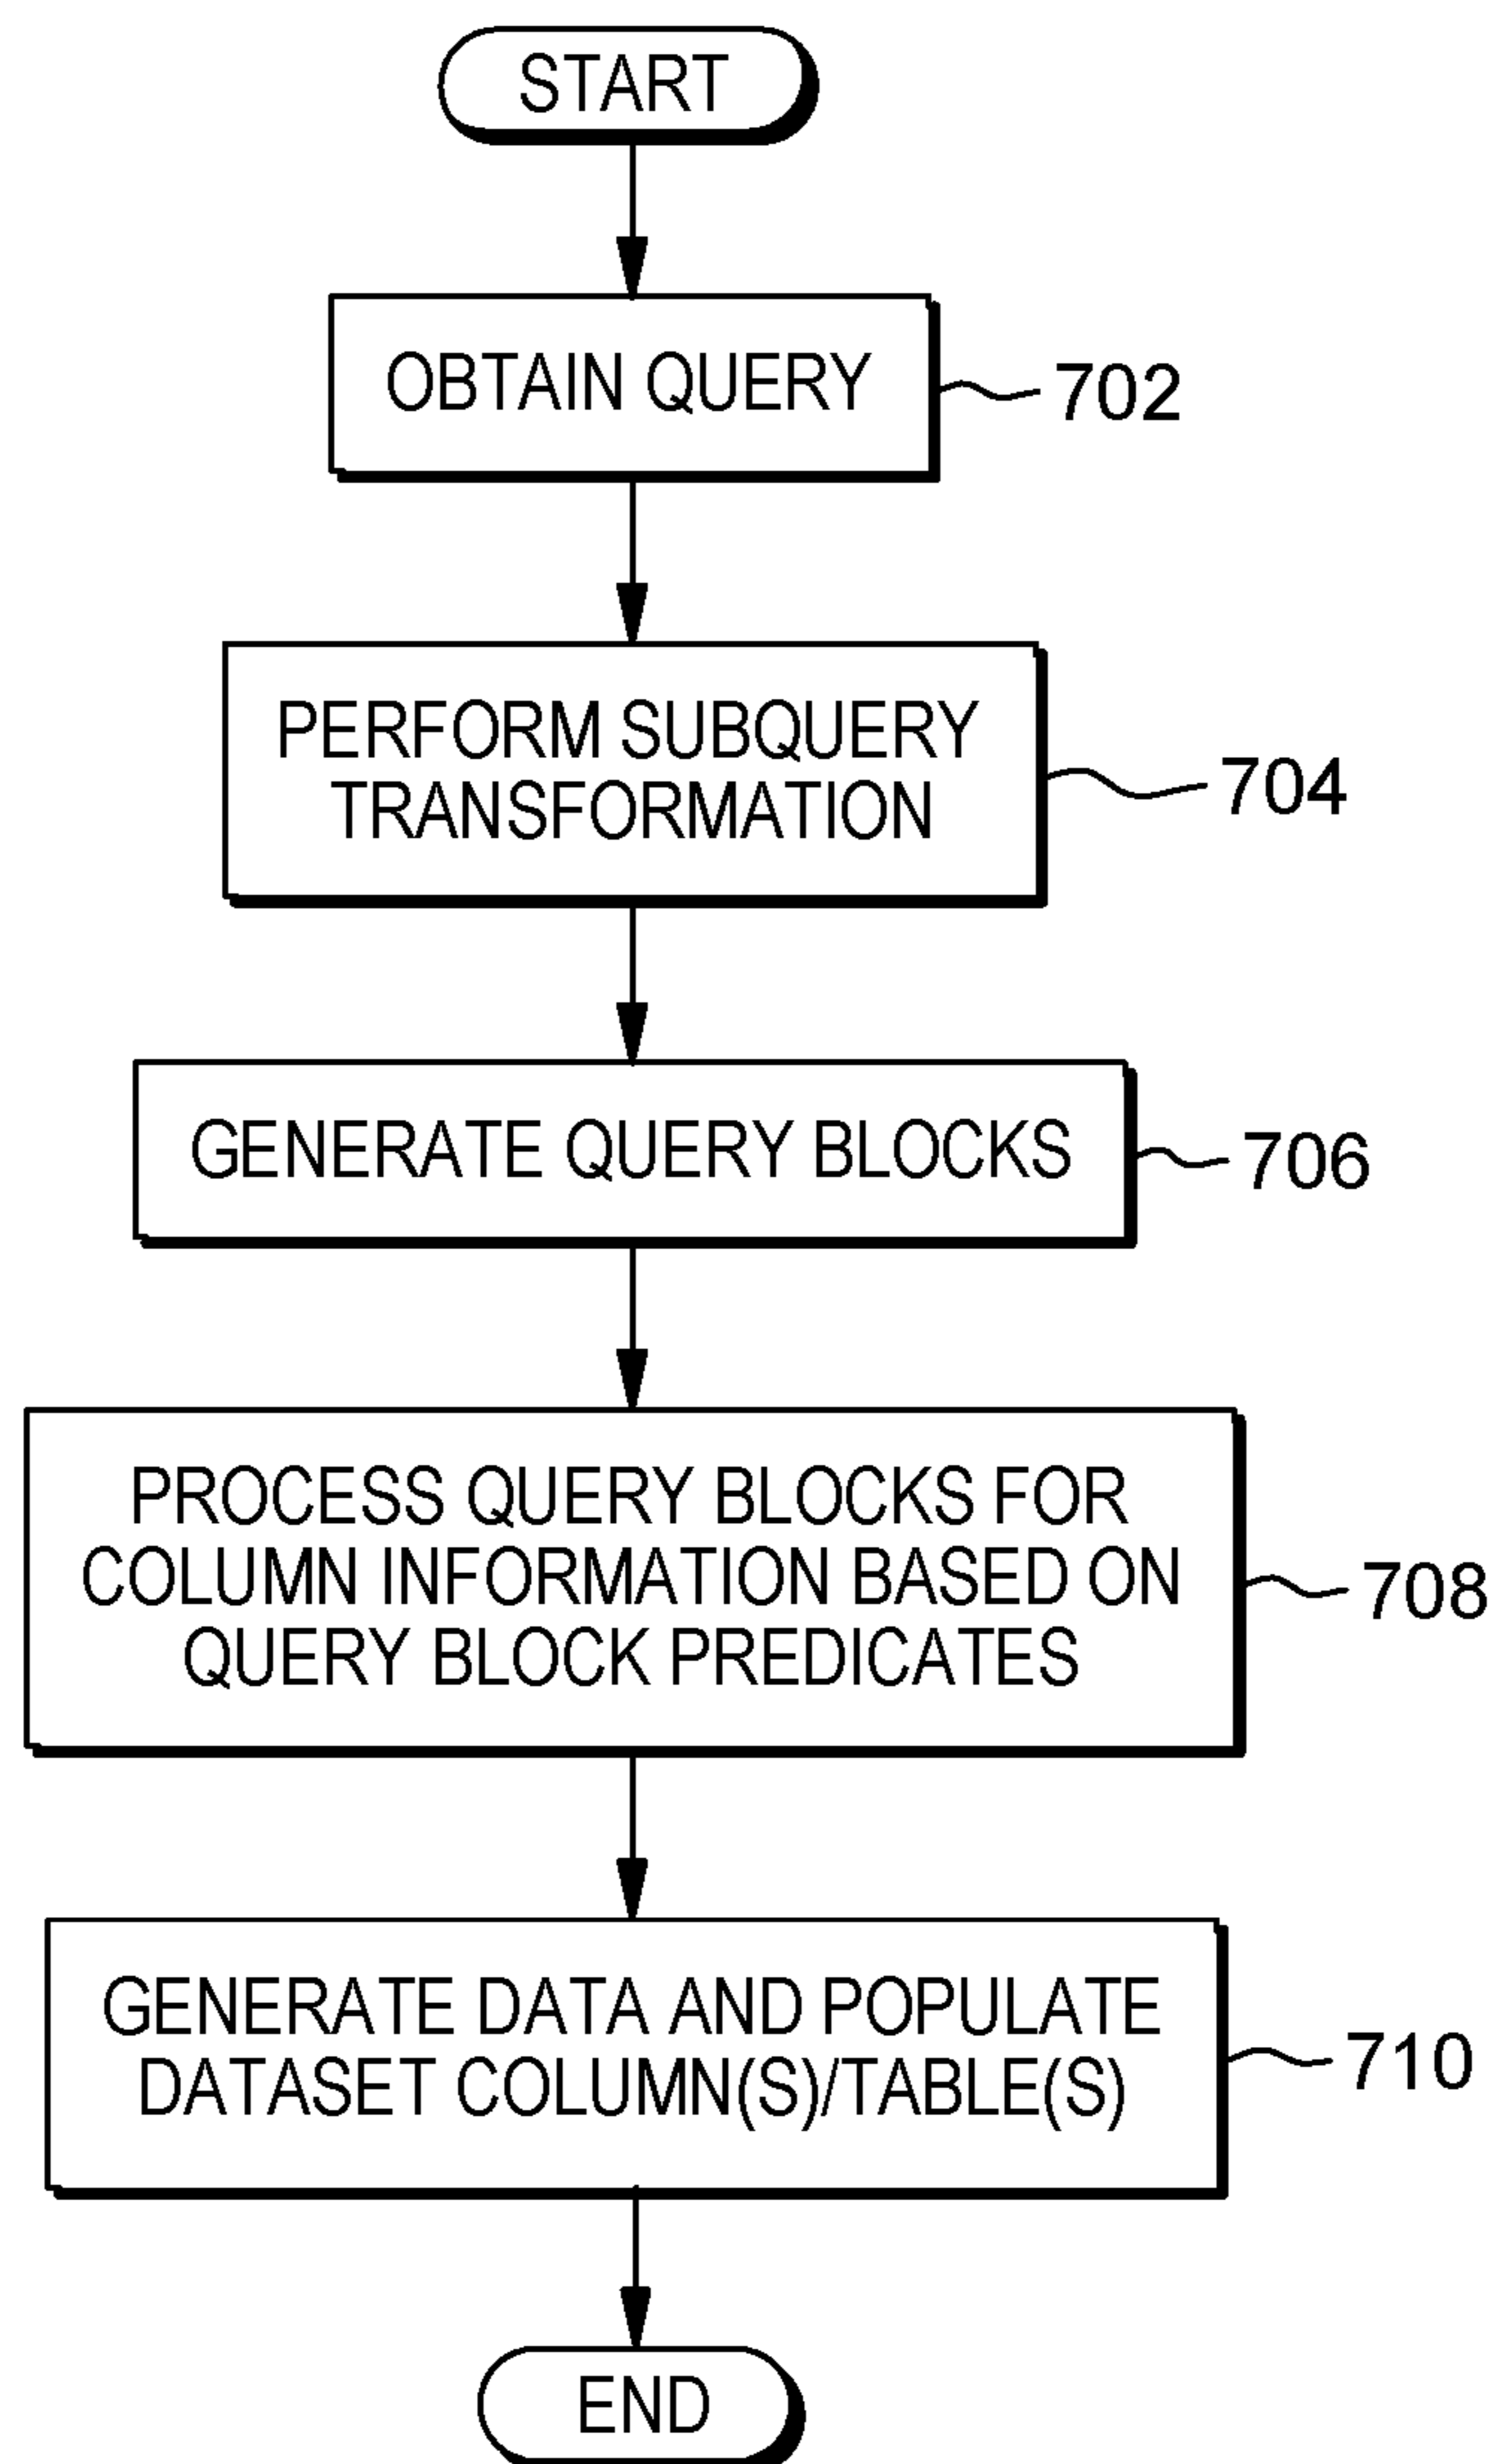 START
OBTAIN QUERY
702
PERFORM SUBQUERY
TRANSFORMATION
704
GENERATE QUERY BLOCKS
706
PROCESS QUERY BLOCKS FOR
COLUMN INFORMATION BASED ON
QUERY BLOCK PREDICATES
708
GENERATE DATA AND POPULATE
DATASET COLUMN(S)/TABLE(S)
710
END